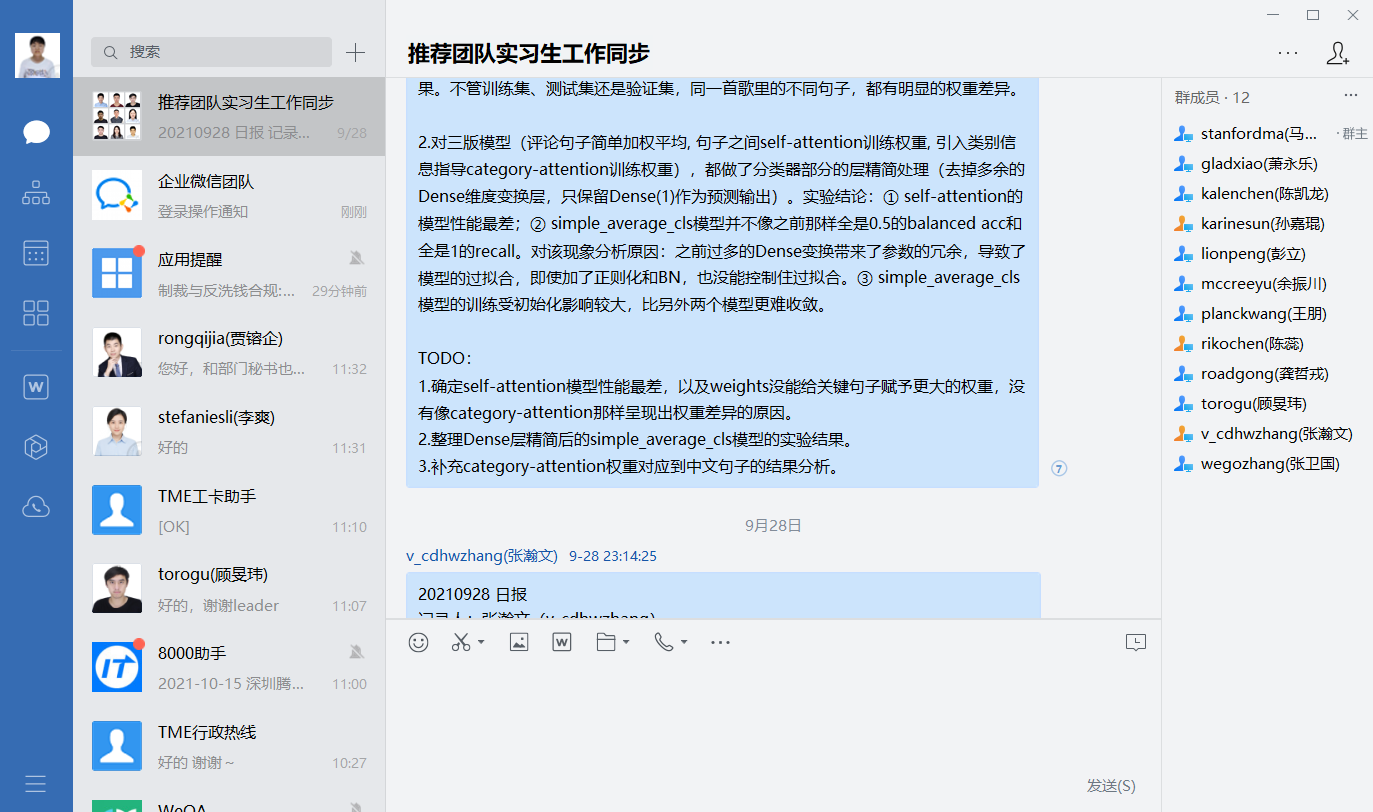 搜索
推荐团队实习生工作同步
20210928 日报 记录...
9/28
企业微信团队
登录操作通知
刚刚
应用提醒
制裁与反洗钱合规:...
29分钟前
rongqijia(贾镕企)
您好，和部门秘书也...
11:32
stefaniesli(李爽)
好的
11:31
TME工卡助手
[OK]
11:10
torogu(顾旻玮)
好的，谢谢leader
11:07
IT
8000助手
2021-10-15 深圳腾...
11:00
TME行政热线
好的 谢谢～
10:27
WeQA
W
推荐团队实习生工作同步
果。不管训练集、测试集还是验证集，同一首歌里的不同句子，都有明显的权重差异。
2.对三版模型（评论句子简单加权平均, 句子之间self-attention训练权重, 引入类别信
息指导category-attention训练权重），都做了分类器部分的层精简处理（去掉多余的
Dense维度变换层，只保留Dense(1)作为预测输出）。实验结论：① self-attention的
模型性能最差；② simple_average_cls模型并不像之前那样全是0.5的balanced acc和
全是1的recall。对该现象分析原因：之前过多的Dense变换带来了参数的冗余，导致了
模型的过拟合，即使加了正则化和BN，也没能控制住过拟合。③ simple_average_cls
模型的训练受初始化影响较大，比另外两个模型更难收敛。
TODO：
1.确定self-attention模型性能最差，以及weights没能给关键句子赋予更大的权重，没
有像category-attention那样呈现出权重差异的原因。
2.整理Dense层精简后的simple_average_cls模型的实验结果。
3.补充category-attention权重对应到中文句子的结果分析。
7
9月28日
v_cdhwzhang(张瀚文) 9-28 23:14:25
20210928 日报
记录人：张瀚文（v_cdhwzhang）
W
发送(S)
群成员 · 12
stanfordma(马... · 群主
gladxiao(萧永乐)
kalenchen(陈凯龙)
karinesun(孙嘉琨)
lionpeng(彭立)
mccreeyu(余振川)
planckwang(王朋)
rikochen(陈蕊)
roadgong(龚哲戎)
torogu(顾旻玮)
v_cdhwzhang(张瀚文)
wegozhang(张卫国)